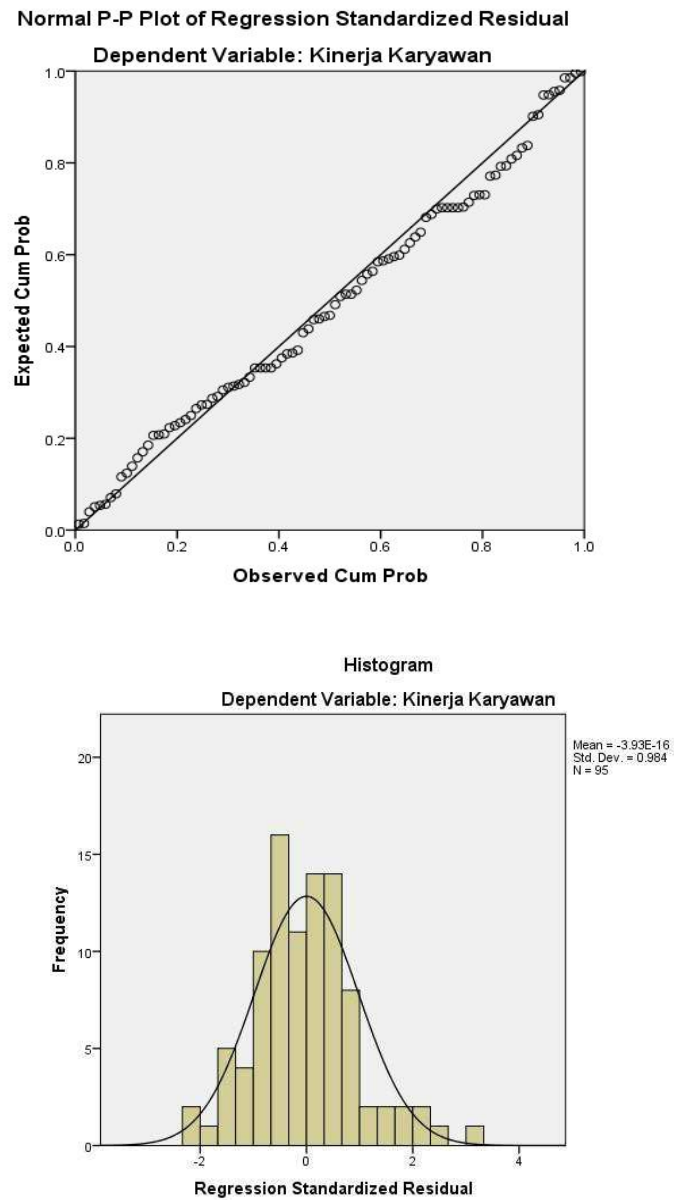 Normal P-P Plot of Regression Standardized Residual
Dependent Variable: Kinerja Karyawan
1.0
0.8
0.6
0.4
0.2
0.0
Expected Cum Prob
0.0 0.2 0.4 0.6 0.8 1.0
Observed Cum Prob
Histogram
Dependent Variable: Kinerja Karyawan
Mean = -3.93E-16
Std. Dev. = 0.984
N = 95
20
15
10
5
0
Frequency
-2 0 2 4
Regression Standardized Residual